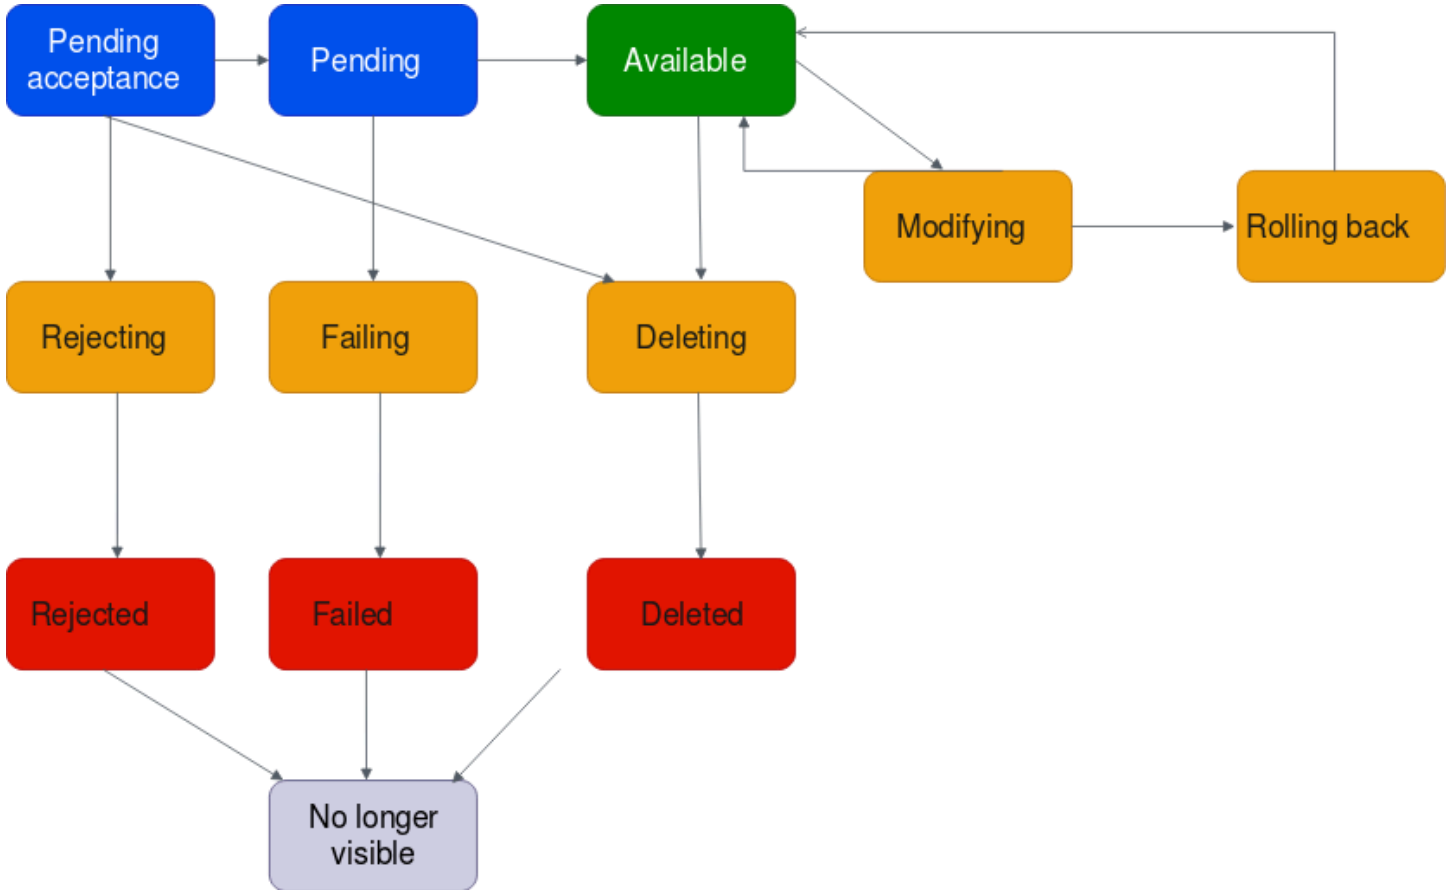 Pending
acceptance
Pending
Available
Modifying
Rolling back
Rejecting
Failing
Deleting
Rejected
Failed
Deleted
No longer
visible